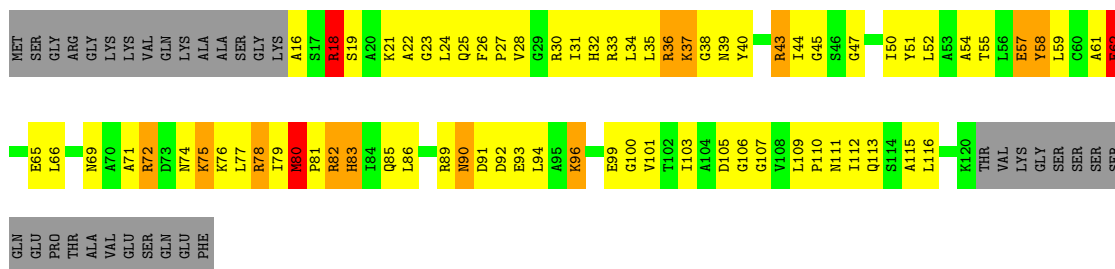 MET SER GLY ARG GLY LYS LYS VAL GLN LYS ALA ALA SER GLY LYS A16 S17 R18 S19 A20 K21 A22 G23 L24 Q25 F26 P27 V28 G29 R30 I31 H32 R33 L34 L35 R36 K37 G38 N39 Y40 R43 I44 G45 S46 G47 I50 Y51 L52 A53 A54 T55 L56 E57 Y58 L59 C60 A61
E65 L66 N69 A70 A71 R72 D73 N74 K75 K76 L77 R78 I79 M80 P81 R82 H83 I84 Q85 L86 R89 N90 D91 D92 E93 L94 A95 K96 E99 G100 V101 T102 I103 A104 D105 G106 G107 V108 L109 P110 N111 I112 Q113 S114 A115 L116 K120 THR VAL LYS GLY SER SER SER SER
GLN GLU PRO THR ALA VAL GLU SER GLN GLU PHE